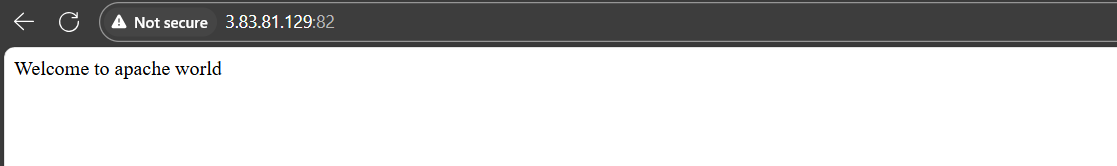 Not secure 3.83.81.129:82
Welcome to apache world